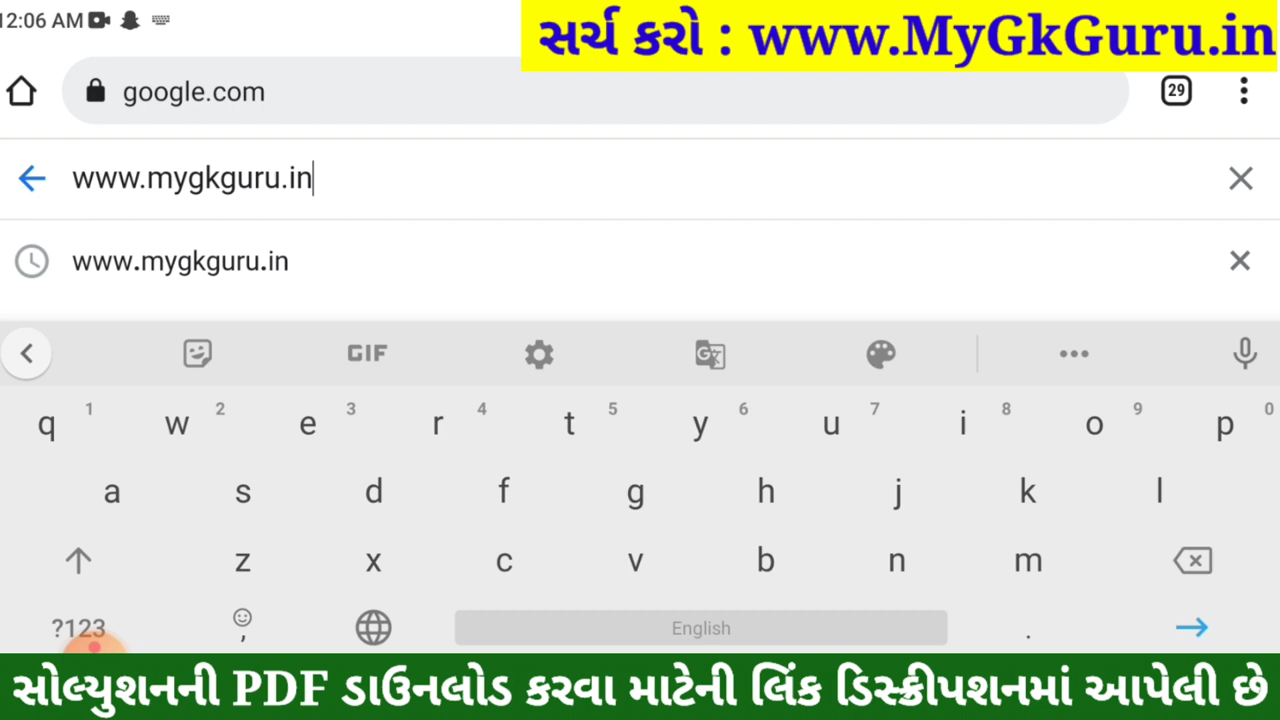 12:06 AM
સર્ચ કરો : www.MyGkGuru.in
google.com
29
www.mygkguru.in
www.mygkguru.in
GIF
q 1 w 2 e 3 r 4 t 5 y 6 u 7 i 8 o 9 p 0
a s d f g h j k l
z x c v b n m
?123 , English .
સોલ્યુશનની PDF ડાઉનલોડ કરવા માટેની લિંક ડિસ્ક્રીપશનમાં આપેલી છે